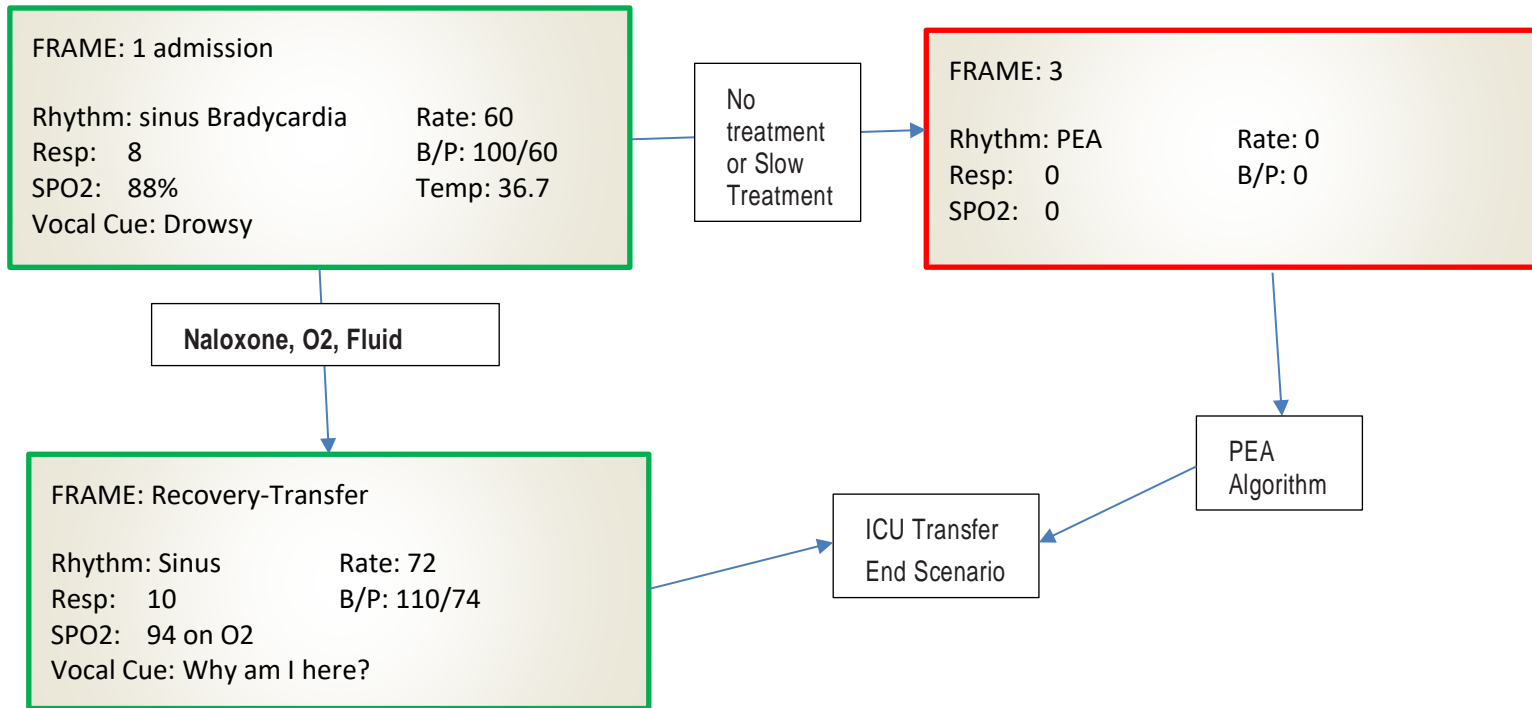 FRAME: 1 admission
Rhythm: sinus Bradycardia Rate: 60
Resp: 8 B/P: 100/60
SPO2: 88% Temp: 36.7
Vocal Cue: Drowsy
No
treatment
or Slow
Treatment
FRAME: 3
Rhythm: PEA Rate: 0
Resp: 0 B/P: 0
SPO2: 0
Naloxone, O2, Fluid
FRAME: Recovery-Transfer
Rhythm: Sinus Rate: 72
Resp: 10 B/P: 110/74
SPO2: 94 on O2
Vocal Cue: Why am I here?
PEA
Algorithm
ICU Transfer
End Scenario